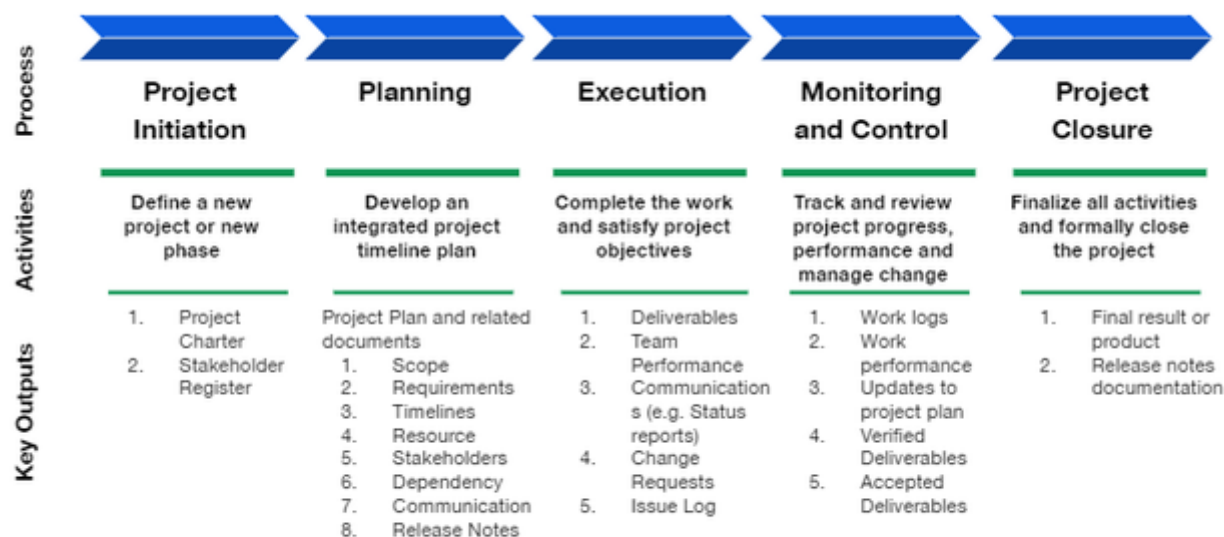 Process
Project
Initiation
Planning
Execution
Monitoring
and Control
Project
Closure
Activities
Define a new
project or new
phase
Develop an
integrated project
timeline plan
Complete the work
and satisfy project
objectives
Track and review
project progress,
performance and
manage change
Finalize all activities
and formally close
the project
Key Outputs
1. Project
Charter
2. Stakeholder
Register
Project Plan and related
documents
1. Scope
2. Requirements
3. Timelines
4. Resource
5. Stakeholders
6. Dependency
7. Communication
8. Release Notes
1. Deliverables
2. Team
Performance
3. Communication
s (e.g. Status
reports)
4. Change
Requests
5. Issue Log
1. Work logs
2. Work
performance
3. Updates to
project plan
4. Verified
Deliverables
5. Accepted
Deliverables
1. Final result or
product
2. Release notes
documentation